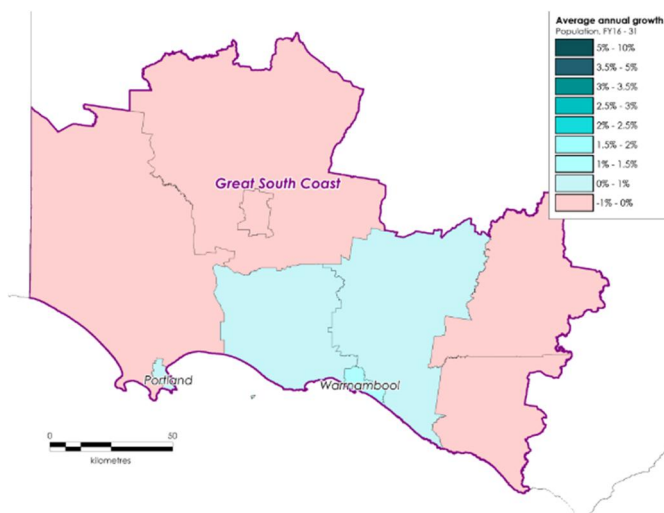 Average annual growth
Population, FY16 - 31
5% - 10%
3.5% - 5%
3% - 3.5%
2.5% - 3%
2% - 2.5%
1.5% - 2%
1% - 1.5%
0% - 1%
-1% - 0%
Great South Coast
Portland
Warrnambool
0 50
kilometres